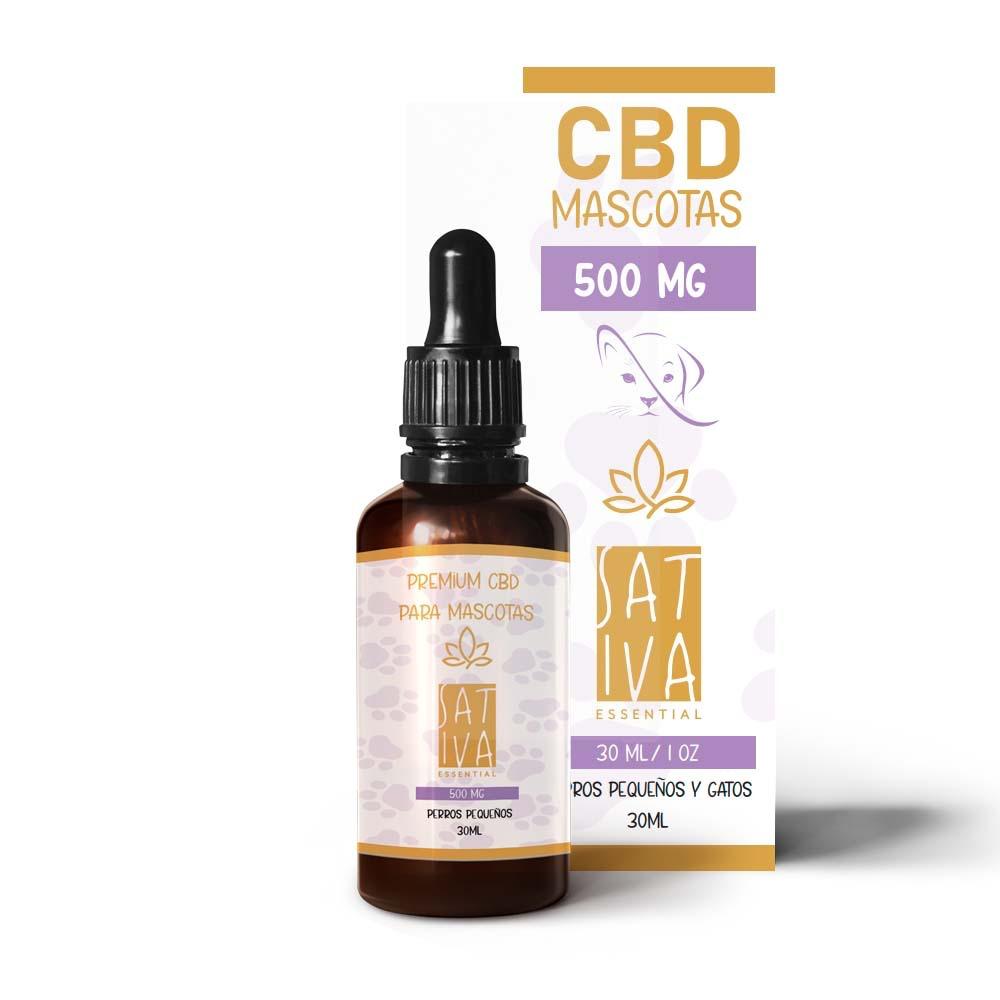 CBD
MASCOTAS
500 MG
SAT
IVA
ESSENTIAL
30 ML/ 1 OZ
PEQUEÑOS Y GATOS
30ML
PREMIUM CBD
PARA MASCOTAS
SAT
IVA
ESSENTIAL
500 MG
PERROS PEQUEÑOS
30ML